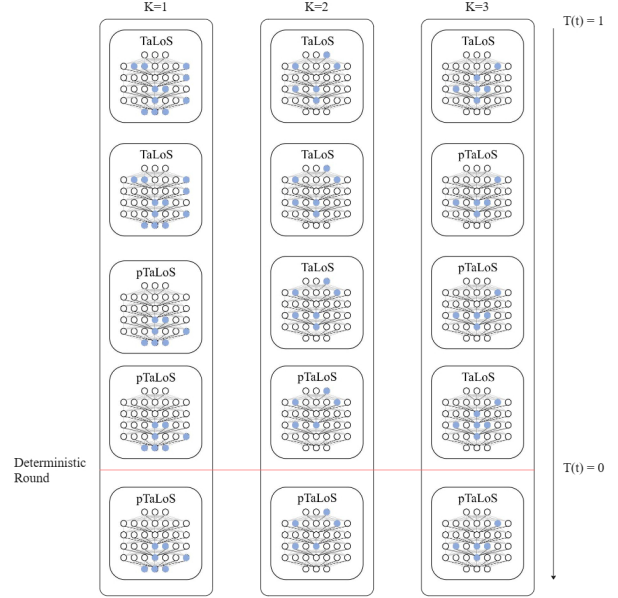 K=1 K=2 K=3
T(t) = 1
TaLoS TaLoS TaLoS
TaLoS TaLoS pTaLoS
pTaLoS TaLoS pTaLoS
pTaLoS pTaLoS TaLoS
Deterministic
Round
T(t) = 0
pTaLoS pTaLoS pTaLoS